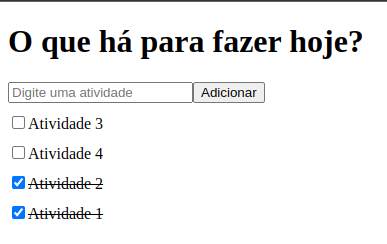 O que há para fazer hoje?
Digite uma atividade Adicionar
Atividade 3
Atividade 4
Atividade 2
Atividade 1